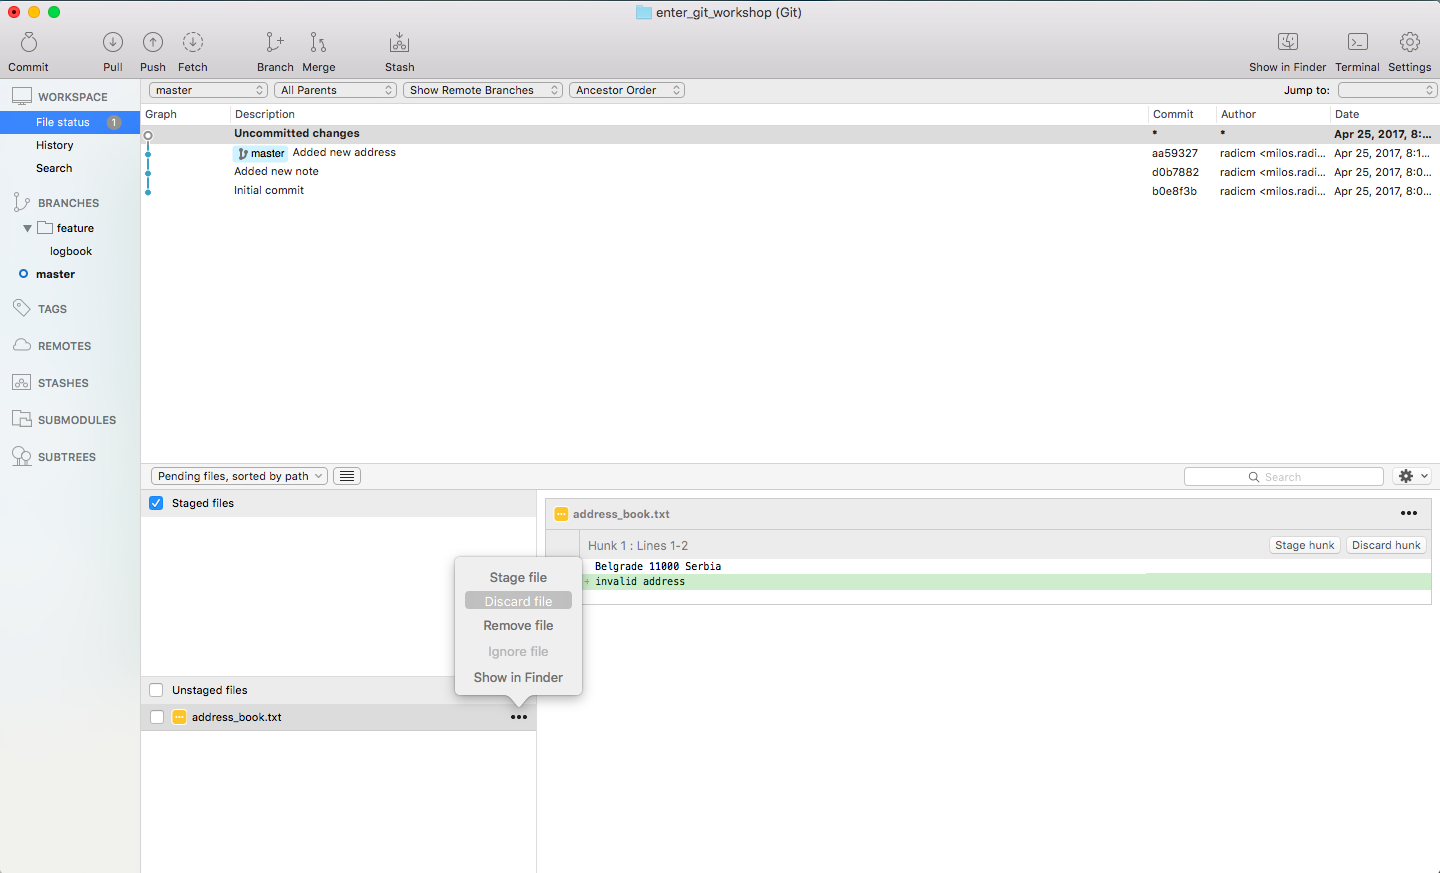 enter_git_workshop (Git)
Commit Pull Push Fetch Branch Merge Stash Show in Finder Terminal Settings
WORKSPACE
File status 1
History
Search
BRANCHES
feature
logbook
master
TAGS
REMOTES
STASHES
SUBMODULES
SUBTREES
master All Parents Show Remote Branches Ancestor Order Jump to:
Graph Description Commit Author Date
Uncommitted changes * * Apr 25, 2017, 8:...
master Added new address aa59327 radicm <milos.radi... Apr 25, 2017, 8:1...
Added new note d0b7882 radicm <milos.radi... Apr 25, 2017, 8:0...
Initial commit b0e8f3b radicm <milos.radi... Apr 25, 2017, 8:0...
Pending files, sorted by path Search
Staged files
Unstaged files
address_book.txt
Stage file
Discard file
Remove file
Ignore file
Show in Finder
address_book.txt
Hunk 1 : Lines 1-2 Stage hunk Discard hunk
Belgrade 11000 Serbia
+ invalid address